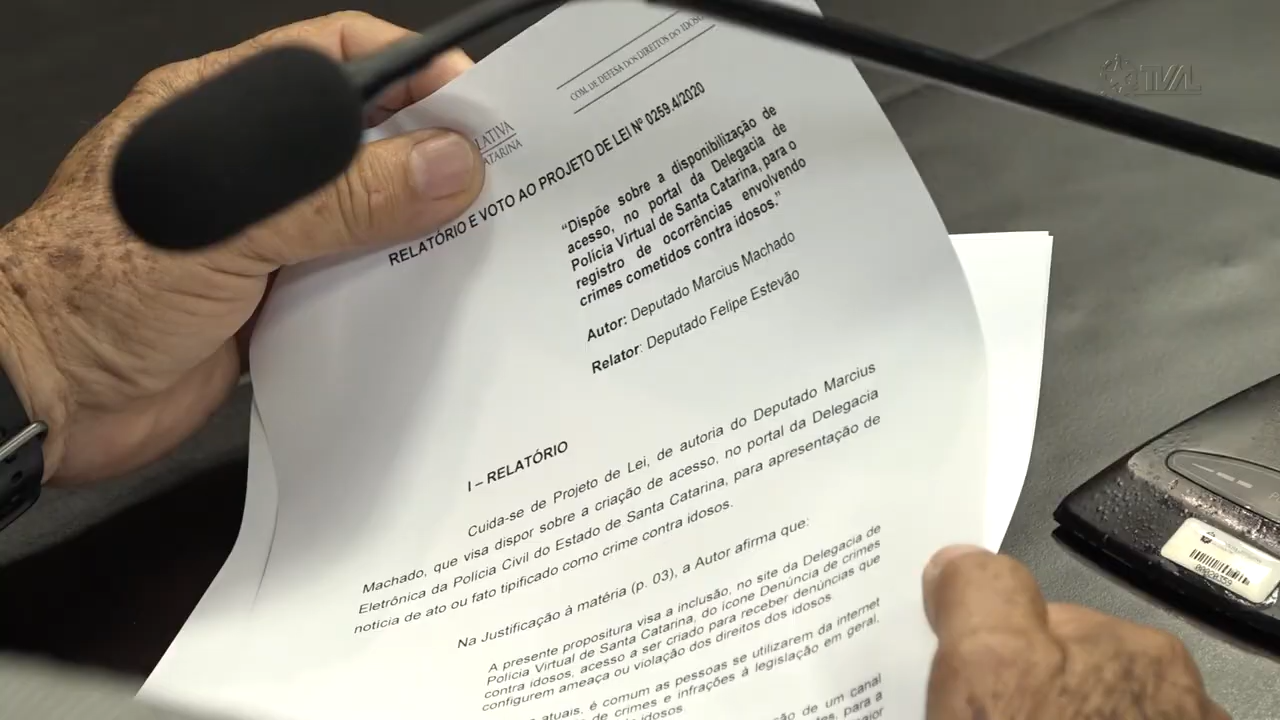 TVAL
COM. DE DEFESA DOS DIREITOS DO IDOSO
LATIVA
CATARINA
RELATÓRIO E VOTO AO PROJETO DE LEI Nº 0259.4/2020
“Dispõe sobre a disponibilização de
acesso, no portal da Delegacia de
Polícia Virtual de Santa Catarina, para o
registro de ocorrências envolvendo
crimes cometidos contra idosos.”
Autor: Deputado Marcius Machado
Relator: Deputado Felipe Estevão
I – RELATÓRIO
Cuida-se de Projeto de Lei, de autoria do Deputado Marcius
Machado, que visa dispor sobre a criação de acesso, no portal da Delegacia
Eletrônica da Polícia Civil do Estado de Santa Catarina, para apresentação de
notícia de ato ou fato tipificado como crime contra idosos.
Na Justificação à matéria (p. 03), a Autor afirma que:
A presente propositura visa a inclusão, no site da Delegacia de
Polícia Virtual de Santa Catarina, do ícone Denúncia de crimes
contra idosos, acesso a ser criado para receber denúncias que
configurem ameaça ou violação dos direitos dos idosos.
atuais, é comum as pessoas se utilizarem da internet
de crimes e infrações à legislação em geral,
idosos.
ação de um canal
para a
maior